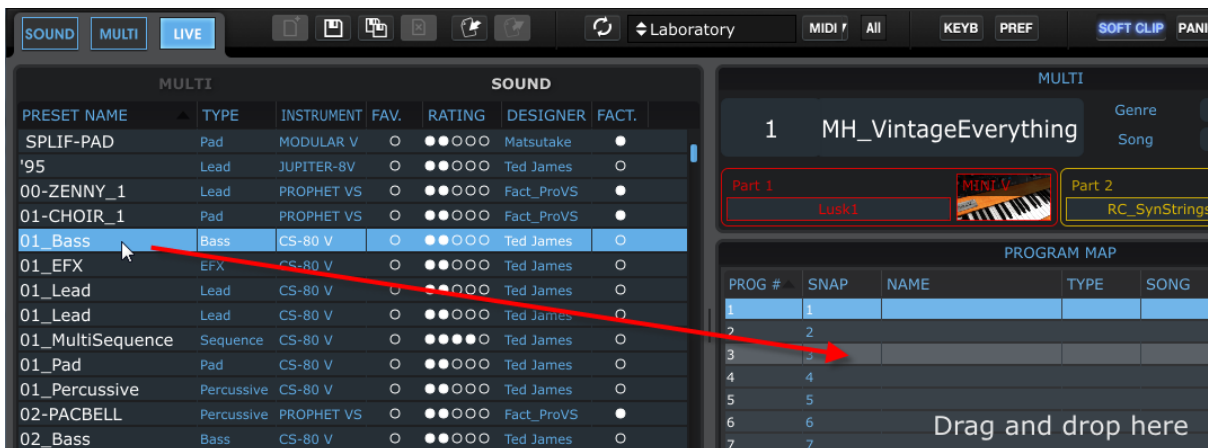 SOUND MULTI LIVE Laboratory MIDI All KEYB PREF SOFT CLIP PANI
MULTI SOUND
PRESET NAME TYPE INSTRUMENT FAV. RATING DESIGNER FACT.
SPLIF-PAD Pad MODULAR V Matsutake
'95 Lead JUPITER-8V Ted James
00-ZENNY_1 Lead PROPHET VS Fact_ProVS
01-CHOIR_1 Pad PROPHET VS Fact_ProVS
01_Bass Bass CS-80 V Ted James
01_EFX EFX CS-80 V Ted James
01_Lead Lead CS-80 V Ted James
01_Lead Lead CS-80 V Ted James
01_MultiSequence Sequence CS-80 V Ted James
01_Pad Pad CS-80 V Ted James
01_Percussive Percussive CS-80 V Ted James
02-PACBELL Percussive PROPHET VS Fact_ProVS
02_Bass Bass CS-80 V Ted James
MULTI
1 MH_VintageEverything
Genre
Song
Part 1 MINI V Part 2
Lusk1 RC_SynStrings
PROGRAM MAP
PROG # SNAP NAME TYPE SONG
1 1
2 2
3 3
4 4
5 5
6 6
7 7
Drag and drop here